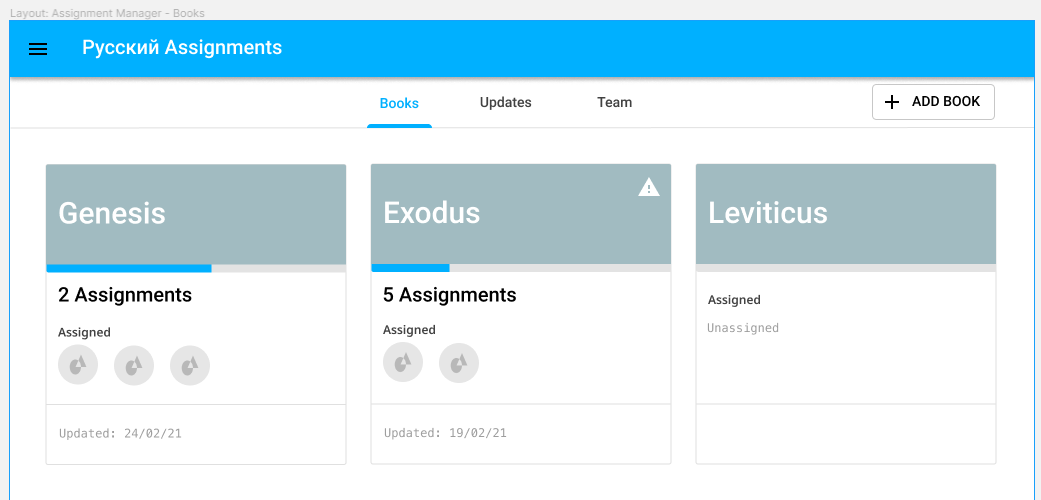 Layout: Assignment Manager - Books
Русский Assignments
Books Updates Team ADD BOOK
Genesis Exodus Leviticus
2 Assignments 5 Assignments
Assigned Assigned Assigned
Unassigned
Updated: 24/02/21 Updated: 19/02/21